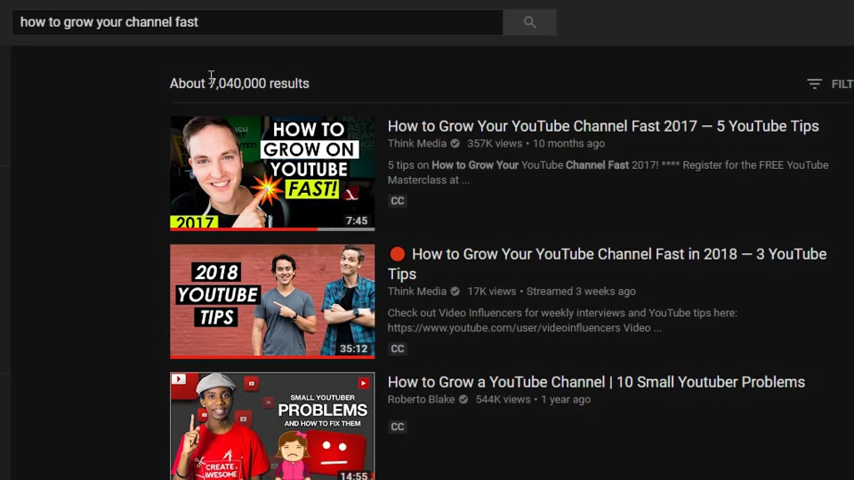 how to grow your channel fast
About 7,040,000 results
FILT
HOW TO
GROW ON
YOUTUBE
FAST!
2017
7:45
How to Grow Your YouTube Channel Fast 2017 — 5 YouTube Tips
Think Media 357K views • 10 months ago
5 tips on How to Grow Your YouTube Channel Fast 2017! **** Register for the FREE YouTube
Masterclass at ...
CC
2018
YOUTUBE
TIPS
35:12
How to Grow Your YouTube Channel Fast in 2018 — 3 YouTube
Tips
Think Media 17K views • Streamed 3 weeks ago
Check out Video Influencers for weekly interviews and YouTube tips here:
https://www.youtube.com/user/videoinfluencers Video ...
CC
SMALL YOUTUBER
PROBLEMS
AND HOW TO FIX THEM
CREATE
AWESOME
14:55
How to Grow a YouTube Channel | 10 Small Youtuber Problems
Roberto Blake 544K views • 1 year ago
CC